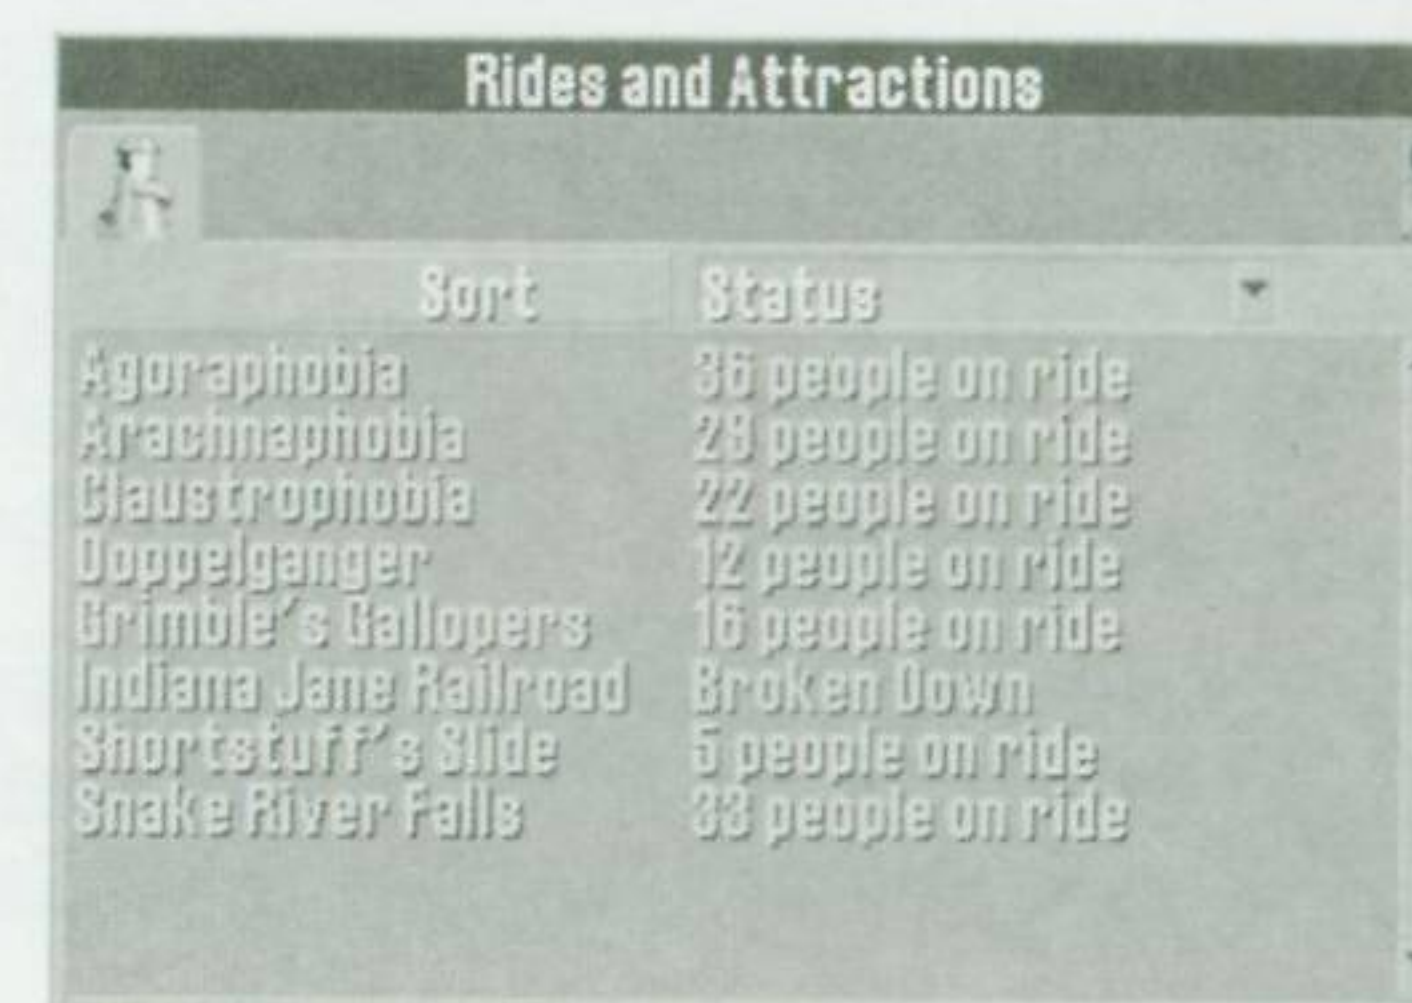 Rides and Attractions
Sort Status
Agoraphobia 36 people on ride
Arachnaphobia 29 people on ride
Claustrophobia 22 people on ride
Doppelganger 12 people on ride
Grimble's Gallopers 16 people on ride
Indiana Jane Railroad Broken Down
Shortstuff's Slide 5 people on ride
Snake River Falls 33 people on ride